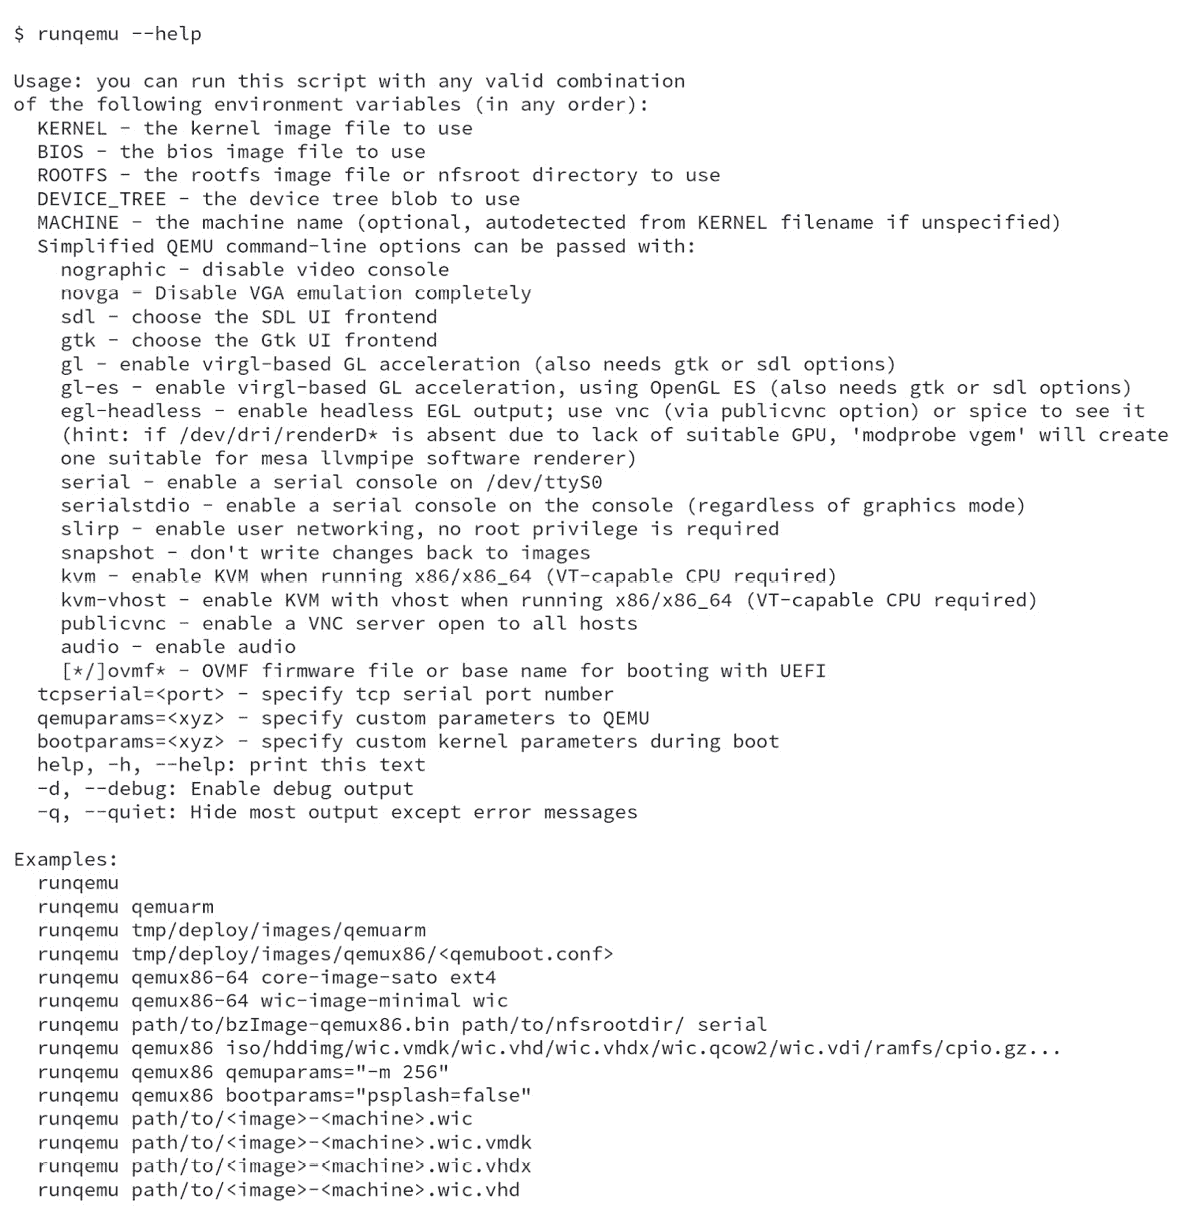 $ runqemu --help

Usage: you can run this script with any valid combination
of the following environment variables (in any order):
  KERNEL - the kernel image file to use
  BIOS - the bios image file to use
  ROOTFS - the rootfs image file or nfsroot directory to use
  DEVICE_TREE - the device tree blob to use
  MACHINE - the machine name (optional, autodetected from KERNEL filename if unspecified)
  Simplified QEMU command-line options can be passed with:
    nographic - disable video console
    novga - Disable VGA emulation completely
    sdl - choose the SDL UI frontend
    gtk - choose the Gtk UI frontend
    gl - enable virgl-based GL acceleration (also needs gtk or sdl options)
    gl-es - enable virgl-based GL acceleration, using OpenGL ES (also needs gtk or sdl options)
    egl-headless - enable headless EGL output; use vnc (via publicvnc option) or spice to see it
    (hint: if /dev/dri/renderD* is absent due to lack of suitable GPU, 'modprobe vgem' will create
    one suitable for mesa llvmpipe software renderer)
    serial - enable a serial console on /dev/ttyS0
    serialstdio - enable a serial console on the console (regardless of graphics mode)
    slirp - enable user networking, no root privilege is required
    snapshot - don't write changes back to images
    kvm - enable KVM when running x86/x86_64 (VT-capable CPU required)
    kvm-vhost - enable KVM with vhost when running x86/x86_64 (VT-capable CPU required)
    publicvnc - enable a VNC server open to all hosts
    audio - enable audio
    [*/]ovmf* - OVMF firmware file or base name for booting with UEFI
  tcpserial=<port> - specify tcp serial port number
  qemuparams=<xyz> - specify custom parameters to QEMU
  bootparams=<xyz> - specify custom kernel parameters during boot
  help, -h, --help: print this text
  -d, --debug: Enable debug output
  -q, --quiet: Hide most output except error messages

Examples:
  runqemu
  runqemu qemuarm
  runqemu tmp/deploy/images/qemuarm
  runqemu tmp/deploy/images/qemux86/<qemuboot.conf>
  runqemu qemux86-64 core-image-sato ext4
  runqemu qemux86-64 wic-image-minimal wic
  runqemu path/to/bzImage-qemux86.bin path/to/nfsrootdir/ serial
  runqemu qemux86 iso/hddimg/wic.vmdk/wic.vhd/wic.vhdx/wic.qcow2/wic.vdi/ramfs/cpio.gz...
  runqemu qemux86 qemuparams="-m 256"
  runqemu qemux86 bootparams="psplash=false"
  runqemu path/to/<image>-<machine>.wic
  runqemu path/to/<image>-<machine>.wic.vmdk
  runqemu path/to/<image>-<machine>.wic.vhdx
  runqemu path/to/<image>-<machine>.wic.vhd